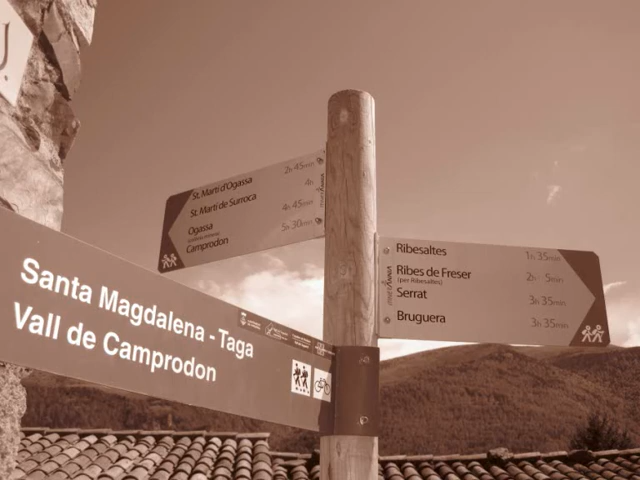 St. Martí d'Ogassa 2h 45min
St. Martí de Surroca 4h
Ogassa 4h 45min
Camprodon 5h 30min
Ribesaltes 1h 35min
Ribes de Freser 2h 5min
(per Ribesaltes)
Serrat 3h 35min
Bruguera 3h 35min
Santa Magdalena - Taga
Vall de Camprodon